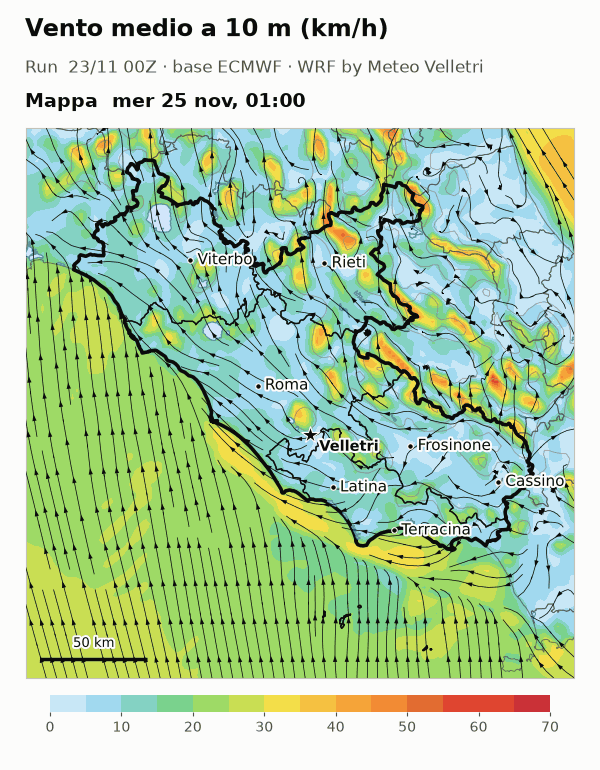 Vento medio a 10 m (km/h)
Run  23/11 00Z · base ECMWF · WRF by Meteo Velletri
Mappa  mer 25 nov, 01:00
Viterbo
Rieti
Roma
Velletri
Frosinone
Cassino
Latina
Terracina
50 km
0 10 20 30 40 50 60 70